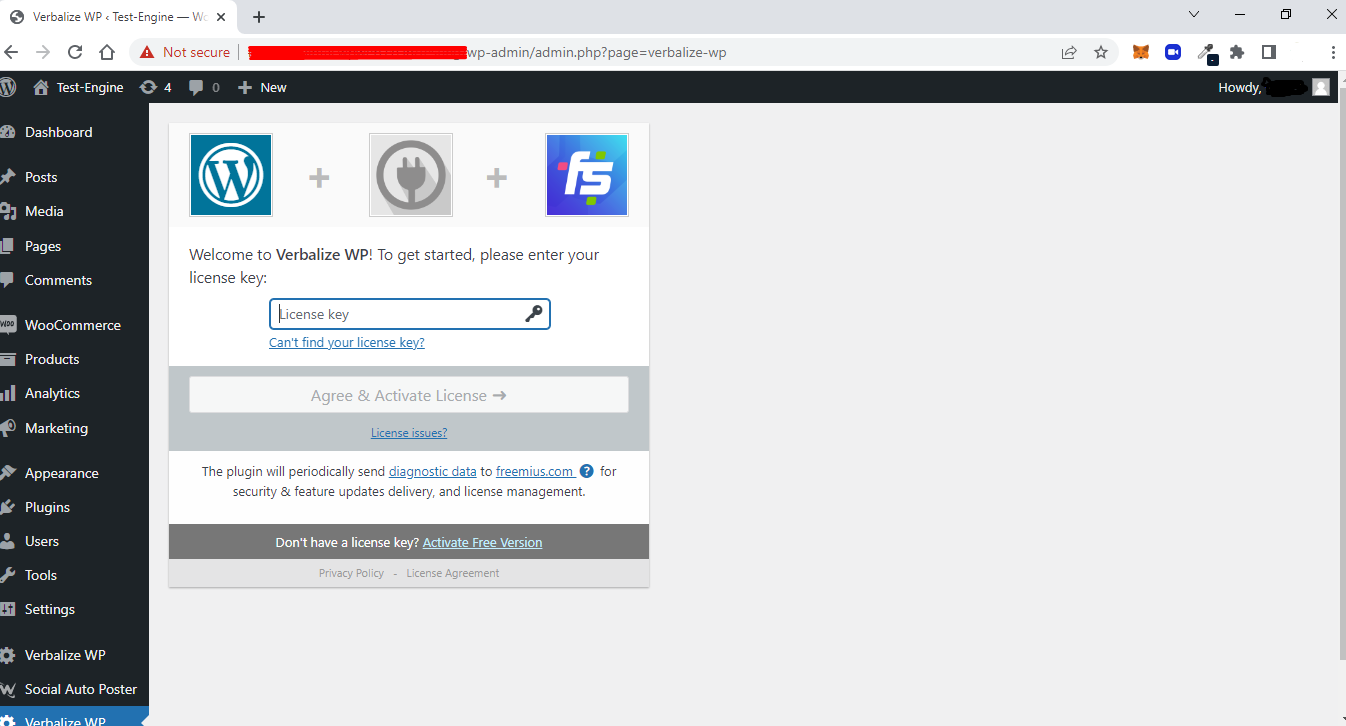 Verbalize WP ‹ Test-Engine — Wo
Not secure
wp-admin/admin.php?page=verbalize-wp
Test-Engine 4 0 New
Howdy,
Dashboard
Posts
Media
Pages
Comments
WooCommerce
Products
Analytics
Marketing
Appearance
Plugins
Users
Tools
Settings
Verbalize WP
Social Auto Poster
Verbalize WP
Welcome to Verbalize WP! To get started, please enter your
license key:
License key
Can't find your license key?
Agree & Activate License ➜
License issues?
The plugin will periodically send diagnostic data to freemius.com ? for
security & feature updates delivery, and license management.
Don't have a license key? Activate Free Version
Privacy Policy - License Agreement